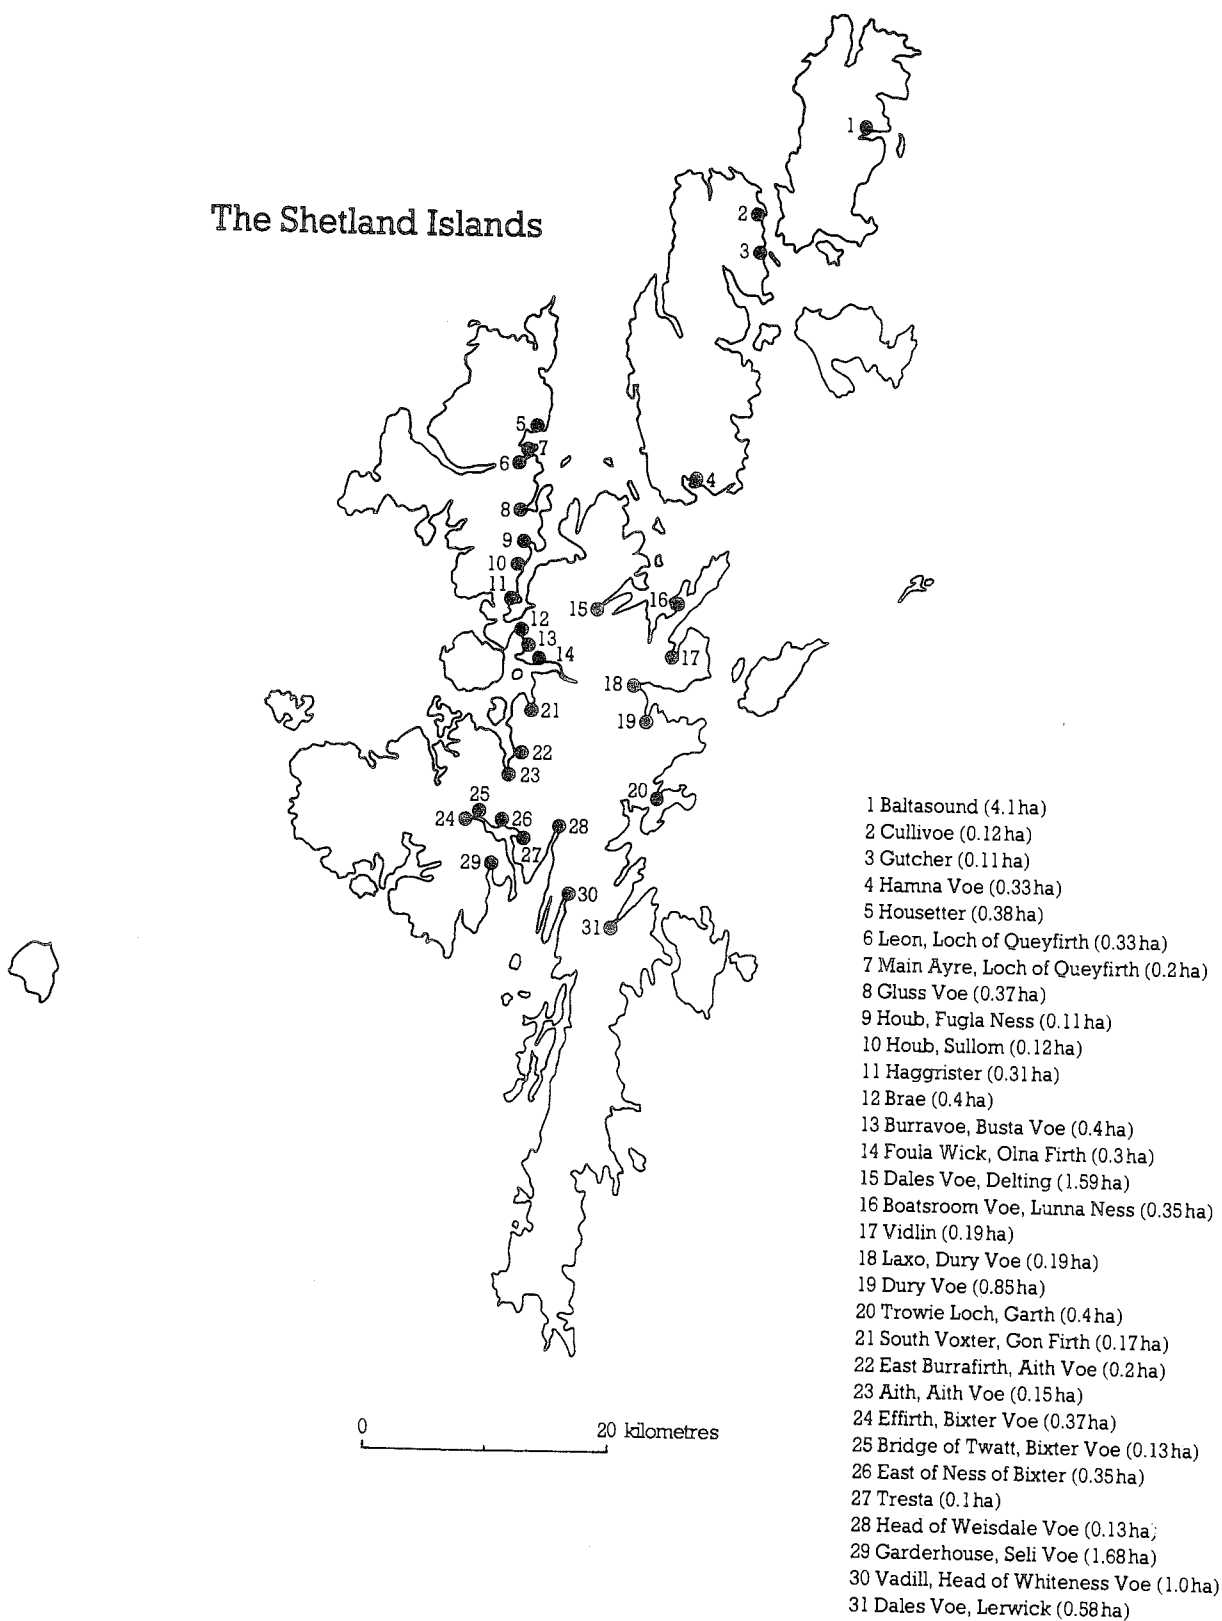 The Shetland Islands
1
2
3
5
7
6
4
8
9
10
11
15
16
12
13
14
17
18
21
19
22
23
20
25
24
26
28
27
29
30
31
0
20 kilometres
1 Baltasound (4.1ha)
2 Cullivoe (0.12ha)
3 Gutcher (0.11ha)
4 Hamna Voe (0.33ha)
5 Housetter (0.38ha)
6 Leon, Loch of Queyfirth (0.33ha)
7 Main Ayre, Loch of Queyfirth (0.2ha)
8 Gluss Voe (0.37ha)
9 Houb, Fugla Ness (0.11ha)
10 Houb, Sullom (0.12ha)
11 Haggrister (0.31ha)
12 Brae (0.4ha)
13 Burravoe, Busta Voe (0.4ha)
14 Foula Wick, Olna Firth (0.3ha)
15 Dales Voe, Delting (1.59ha)
16 Boatsroom Voe, Lunna Ness (0.35ha)
17 Vidlin (0.19ha)
18 Laxo, Dury Voe (0.19ha)
19 Dury Voe (0.85ha)
20 Trowie Loch, Garth (0.4ha)
21 South Voxter, Gon Firth (0.17ha)
22 East Burrafirth, Aith Voe (0.2ha)
23 Aith, Aith Voe (0.15ha)
24 Effirth, Bixter Voe (0.37ha)
25 Bridge of Twatt, Bixter Voe (0.13ha)
26 East of Ness of Bixter (0.35ha)
27 Tresta (0.1ha)
28 Head of Weisdale Voe (0.13ha;
29 Garderhouse, Seli Voe (1.68ha)
30 Vadill, Head of Whiteness Voe (1.0ha)
31 Dales Voe, Lerwick (0.58ha)